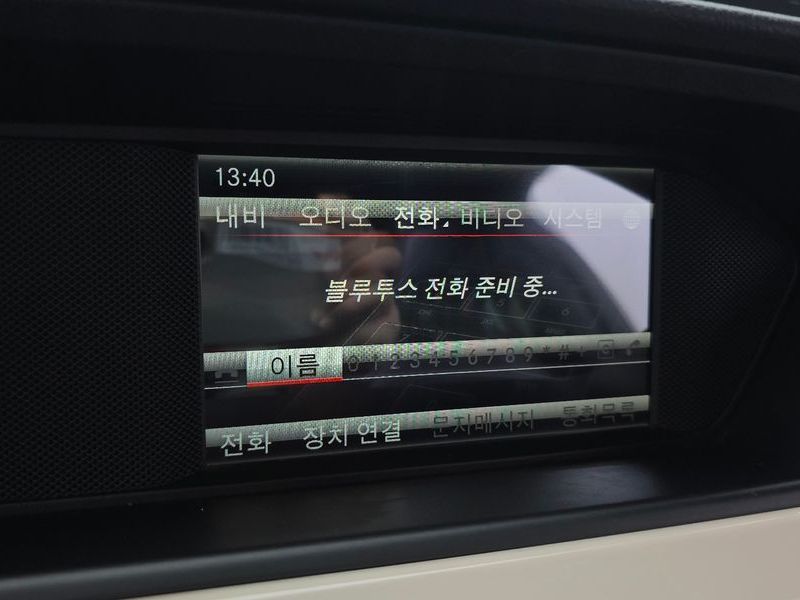 13:40
내비 오디오 전화 비디오 시스템
블루투스 전화 준비 중...
이름 0 1 2 3 4 5 6 7 8 9 * # +
전화 장치 연결 문자메시지 통화목록